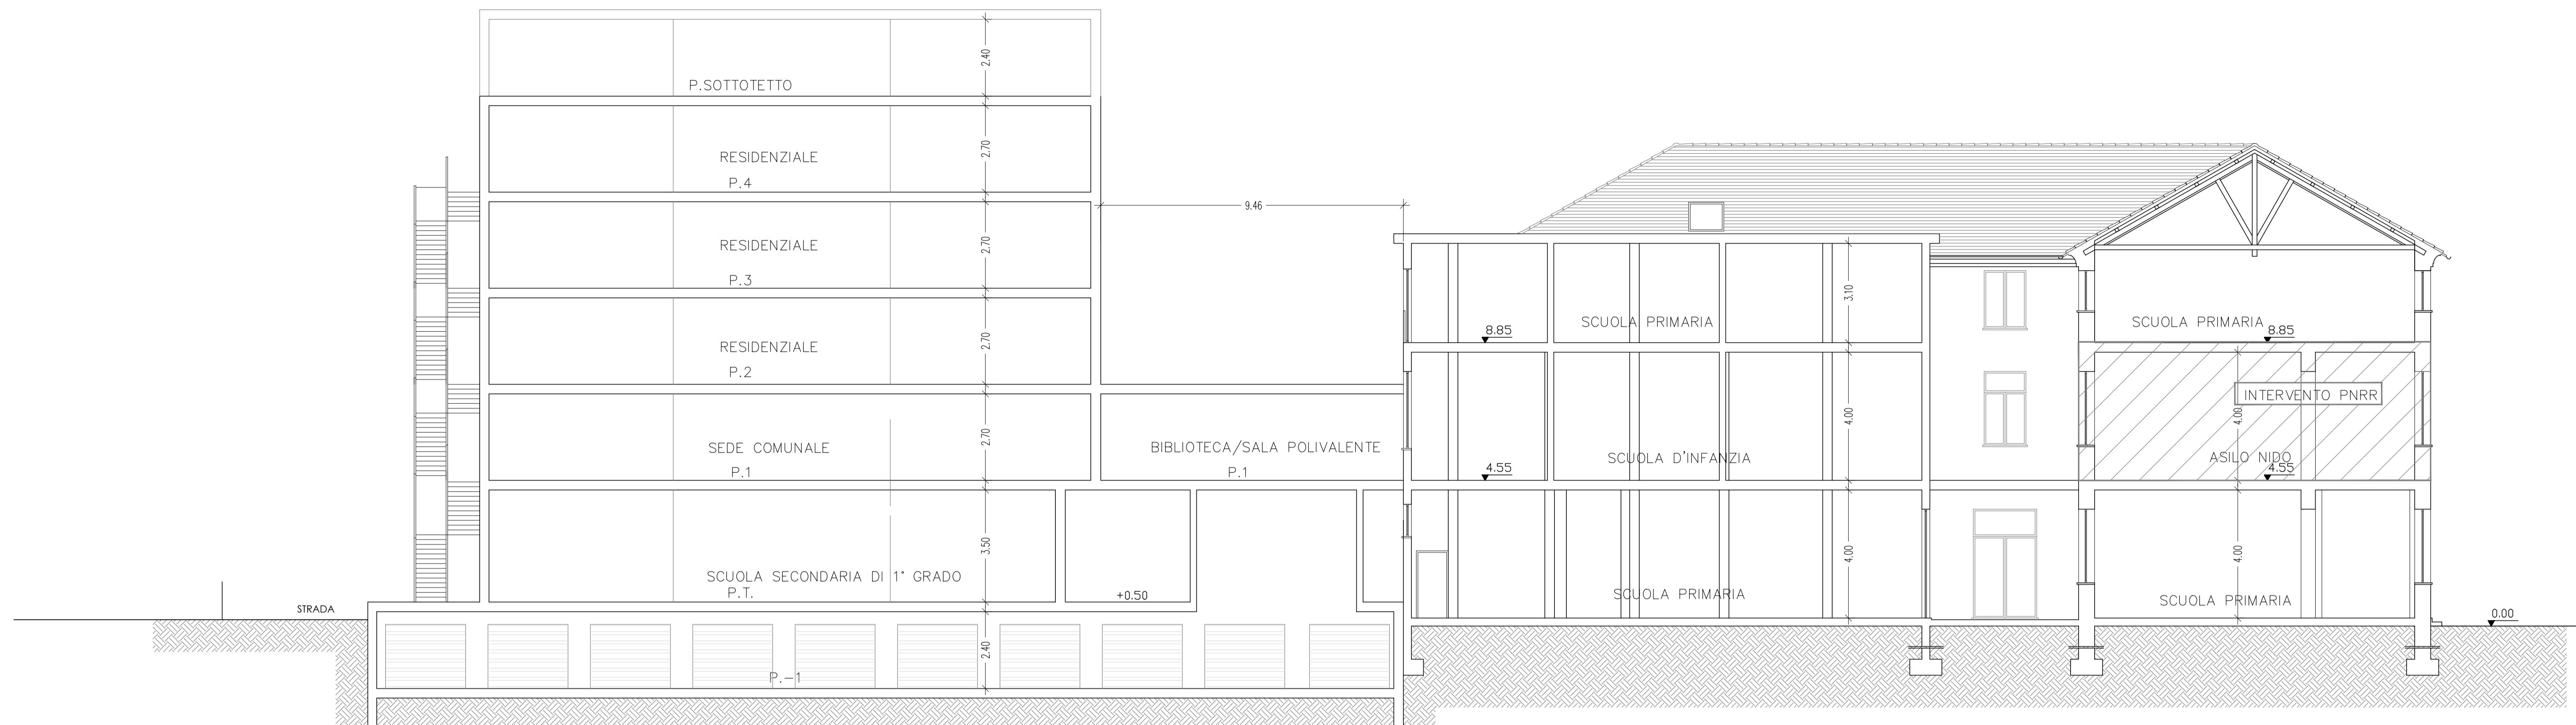 2.40
P.SOTTOTETTO
2.70
RESIDENZIALE
P.4
9.46
2.70
RESIDENZIALE
P.3
2.70
RESIDENZIALE
P.2
2.70
SEDE COMUNALE
P.1
BIBLIOTECA/SALA POLIVALENTE
P.1
3.50
SCUOLA SECONDARIA DI 1° GRADO
P.T.
+0.50
STRADA
2.40
P.-1
3.10
SCUOLA PRIMARIA
8.85
4.00
SCUOLA D'INFANZIA
4.55
4.00
SCUOLA PRIMARIA
SCUOLA PRIMARIA
8.85
INTERVENTO PNRR
4.00
ASILO NIDO
4.55
4.00
SCUOLA PRIMARIA
0.00